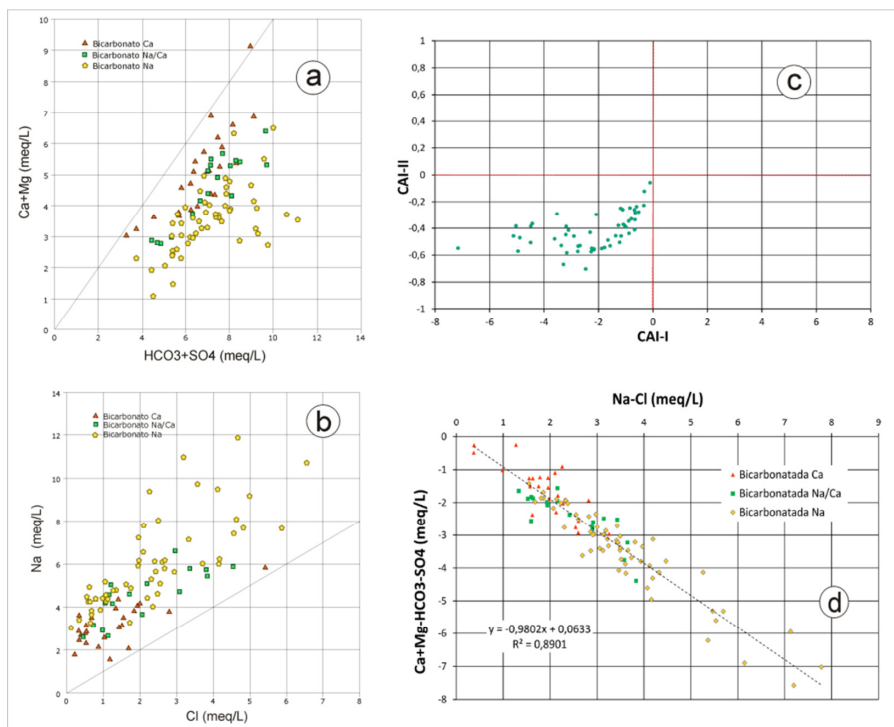 a
Bicarbonato Ca
Bicarbonato Na/Ca
Bicarbonato Na
Ca+Mg (meq/L)
10
9
8
7
6
5
4
3
2
1
0
0 2 4 6 8 10 12 14
HCO3+SO4 (meq/L)
c
CAI-II
1
0,8
0,6
0,4
0,2
0
-0,2
-0,4
-0,6
-0,8
-1
-8 -6 -4 -2 0 2 4 6 8
CAI-I
b
Bicarbonato Ca
Bicarbonato Na/Ca
Bicarbonato Na
Na (meq/L)
14
12
10
8
6
4
2
0
0 1 2 3 4 5 6 7 8
Cl (meq/L)
Na-Cl (meq/L)
0 1 2 3 4 5 6 7 8
Ca+Mg-HCO3-SO4 (meq/L)
0
-1
-2
-3
-4
-5
-6
-7
-8
Bicarbonatada Ca
Bicarbonatada Na/Ca
Bicarbonatada Na
d
y = -0,9802x + 0,0633
R² = 0,8901